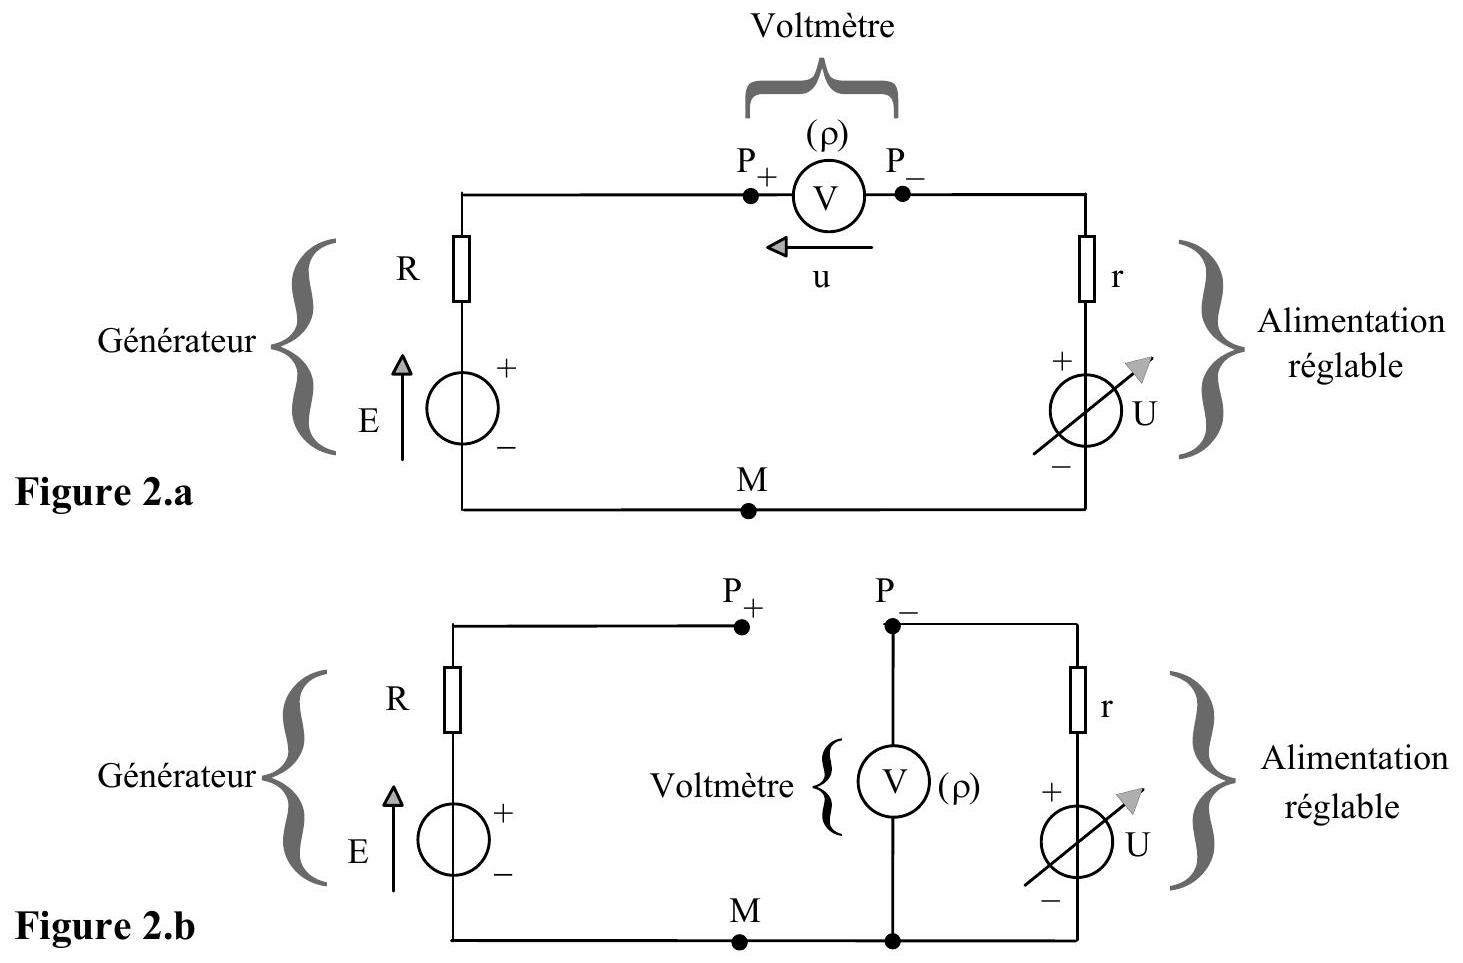 Voltmètre
(ρ)
P+
P−
V
u
R
r
Générateur
Alimentation
réglable
E
+
−
+
−
U
M
Figure 2.a
P+
P−
R
r
Générateur
Voltmètre
V
(ρ)
Alimentation
réglable
E
+
−
+
−
U
M
Figure 2.b